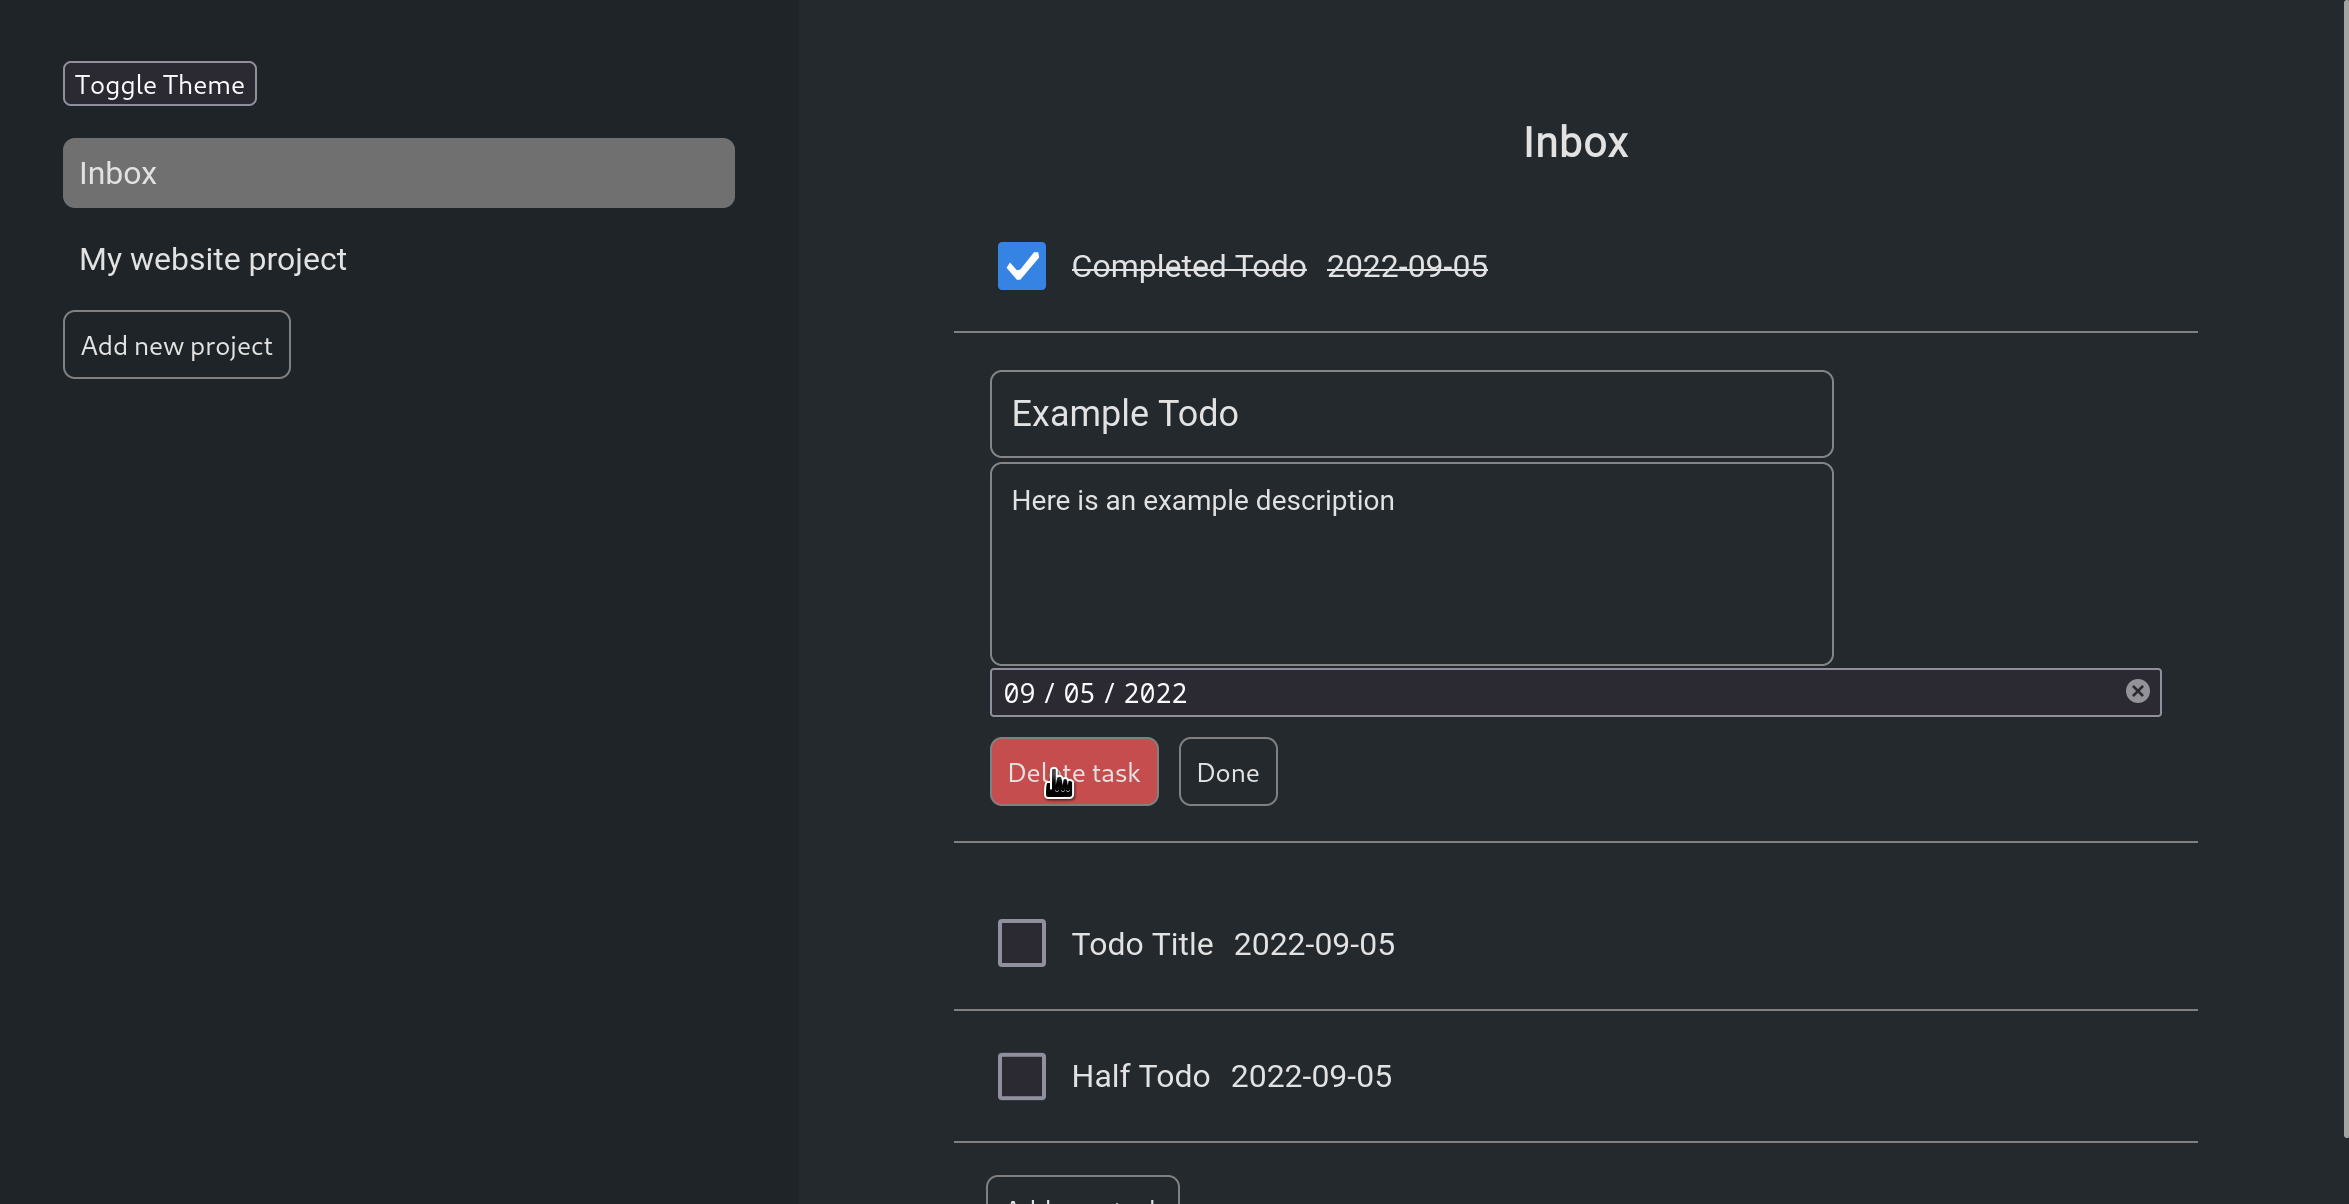 Toggle Theme
Inbox
My website project
Add new project
Inbox
Completed Todo 2022-09-05
Example Todo
Here is an example description
09 / 05 / 2022
Delete task Done
Todo Title 2022-09-05
Half Todo 2022-09-05